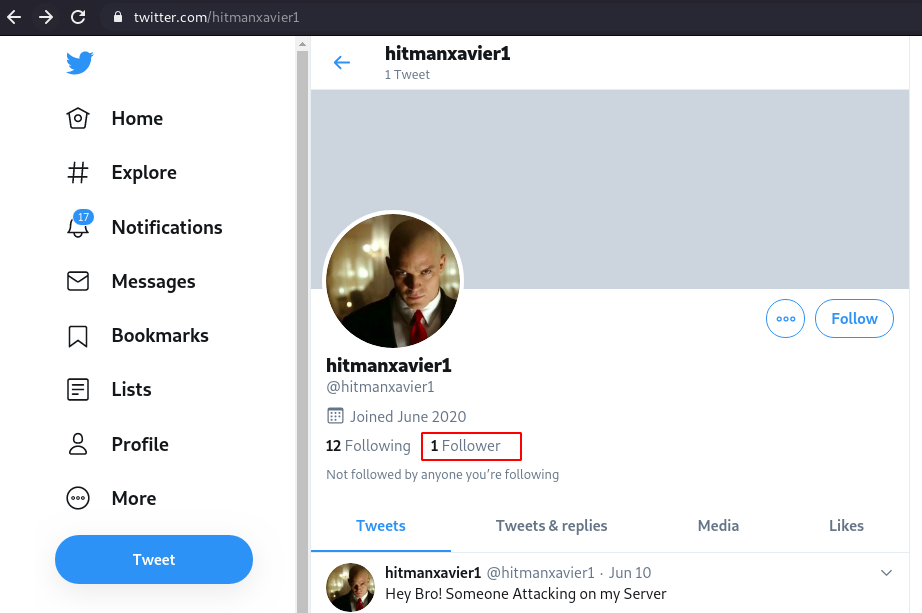 twitter.com/hitmanxavier1
hitmanxavier1
1 Tweet
Home
Explore
17
Notifications
Messages
Bookmarks
Lists
Profile
More
Tweet
Follow
hitmanxavier1
@hitmanxavier1
Joined June 2020
12 Following 1 Follower
Not followed by anyone you're following
Tweets Tweets & replies Media Likes
hitmanxavier1 @hitmanxavier1 · Jun 10
Hey Bro! Someone Attacking on my Server